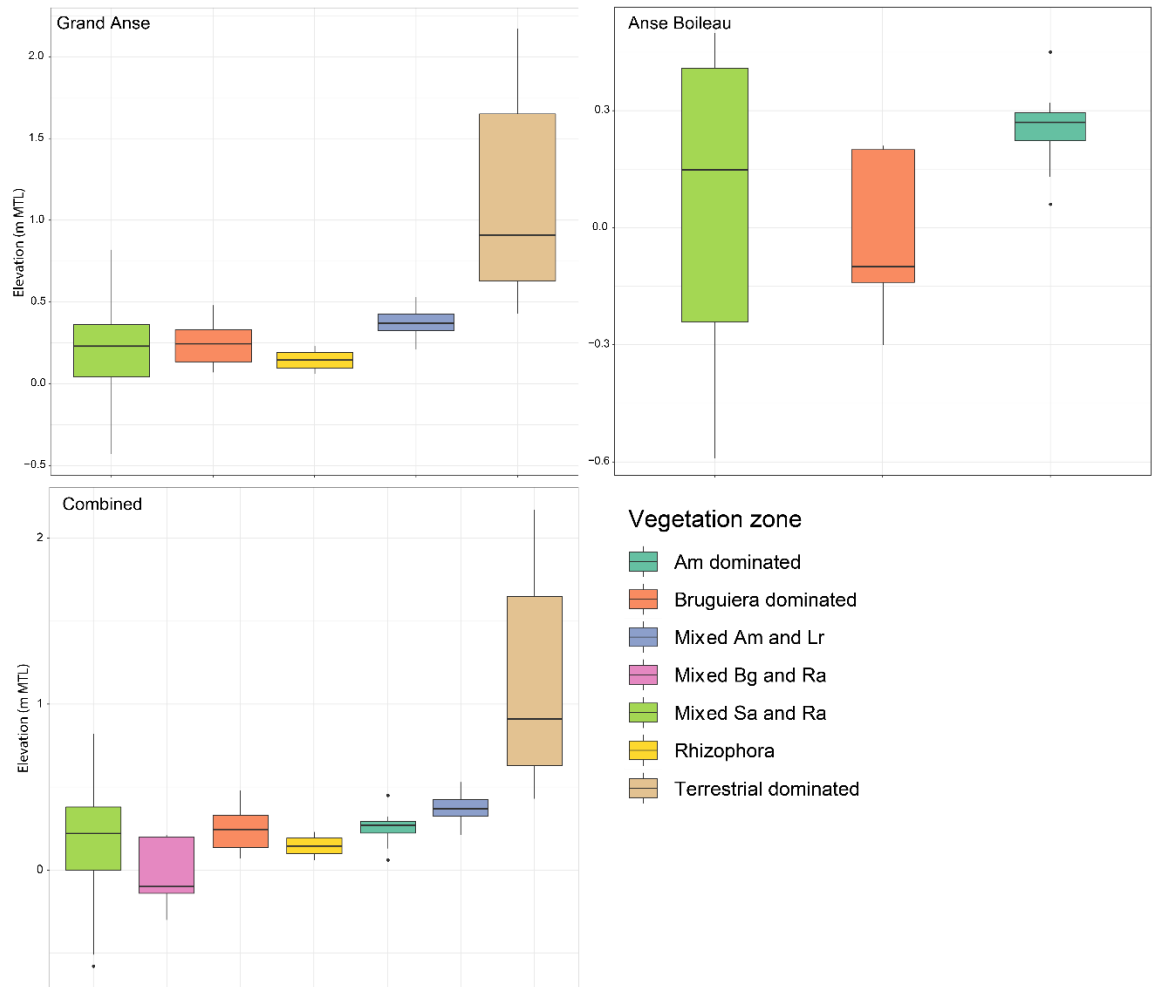 Grand Anse
Elevation (m MTL)
2.0
1.5
1.0
0.5
0.0
−0.5
Anse Boileau
0.3
0.0
−0.3
−0.6
Combined
Elevation (m MTL)
2
1
0
Vegetation zone
Am dominated
Bruguiera dominated
Mixed Am and Lr
Mixed Bg and Ra
Mixed Sa and Ra
Rhizophora
Terrestrial dominated